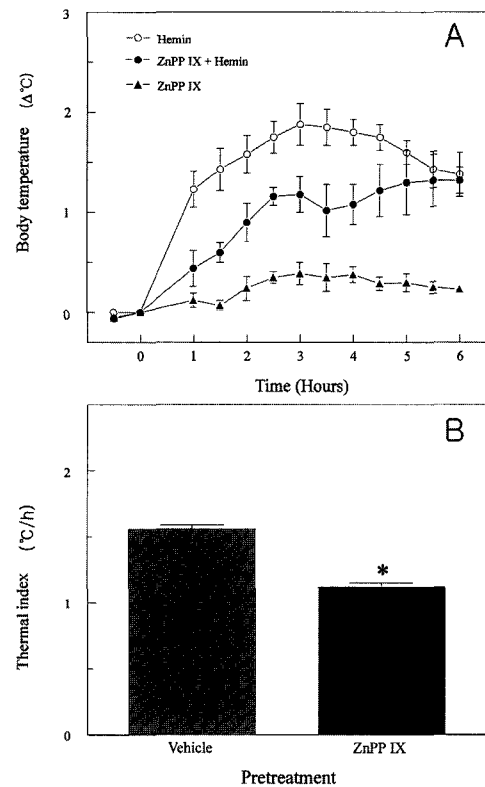 A
3
2
1
0
Body temperature (Δ°C)
Hemin
ZnPP IX + Hemin
ZnPP IX
0 1 2 3 4 5 6
Time (Hours)
B
2
1
0
Thermal index (°C/h)
*
Vehicle ZnPP IX
Pretreatment